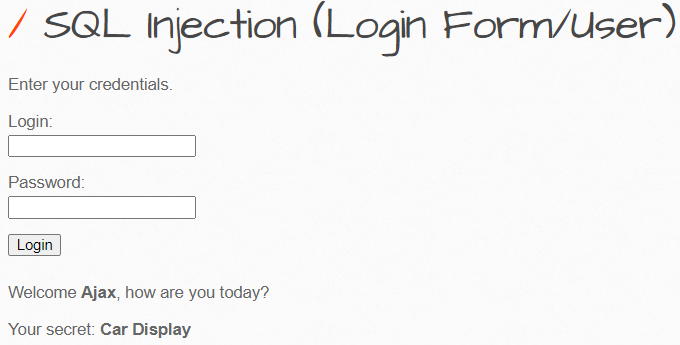 / SQL Injection (Login Form/User)
Enter your credentials.
Login:
Password:
Login
Welcome Ajax, how are you today?
Your secret: Car Display